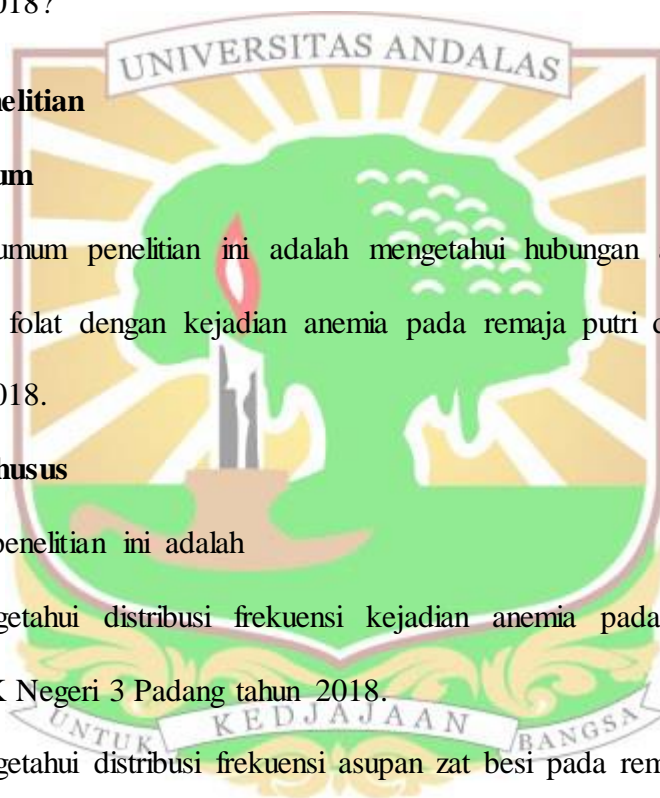 018?
UNIVERSITAS ANDALAS
elitian
um
umum penelitian ini adalah mengetahui hubungan
folat dengan kejadian anemia pada remaja putri
018.
husus
penelitian ini adalah
getahui distribusi frekuensi kejadian anemia pada
K Negeri 3 Padang tahun 2018.
UNTUK KEDJAJAAN BANGSA
getahui distribusi frekuensi asupan zat besi pada rem